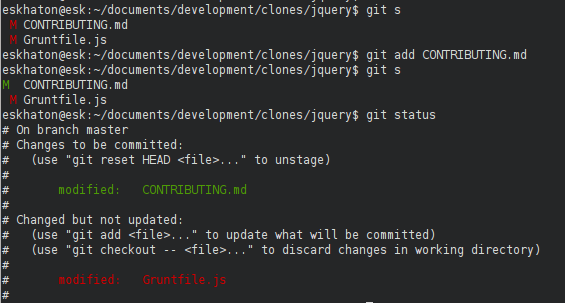 eskhaton@esk:~/documents/development/clones/jquery$ git s
 M CONTRIBUTING.md
 M Gruntfile.js
eskhaton@esk:~/documents/development/clones/jquery$ git add CONTRIBUTING.md
eskhaton@esk:~/documents/development/clones/jquery$ git s
M  CONTRIBUTING.md
 M Gruntfile.js
eskhaton@esk:~/documents/development/clones/jquery$ git status
# On branch master
# Changes to be committed:
#   (use "git reset HEAD <file>..." to unstage)
#
#       modified:   CONTRIBUTING.md
#
# Changed but not updated:
#   (use "git add <file>..." to update what will be committed)
#   (use "git checkout -- <file>..." to discard changes in working directory)
#
#       modified:   Gruntfile.js
#